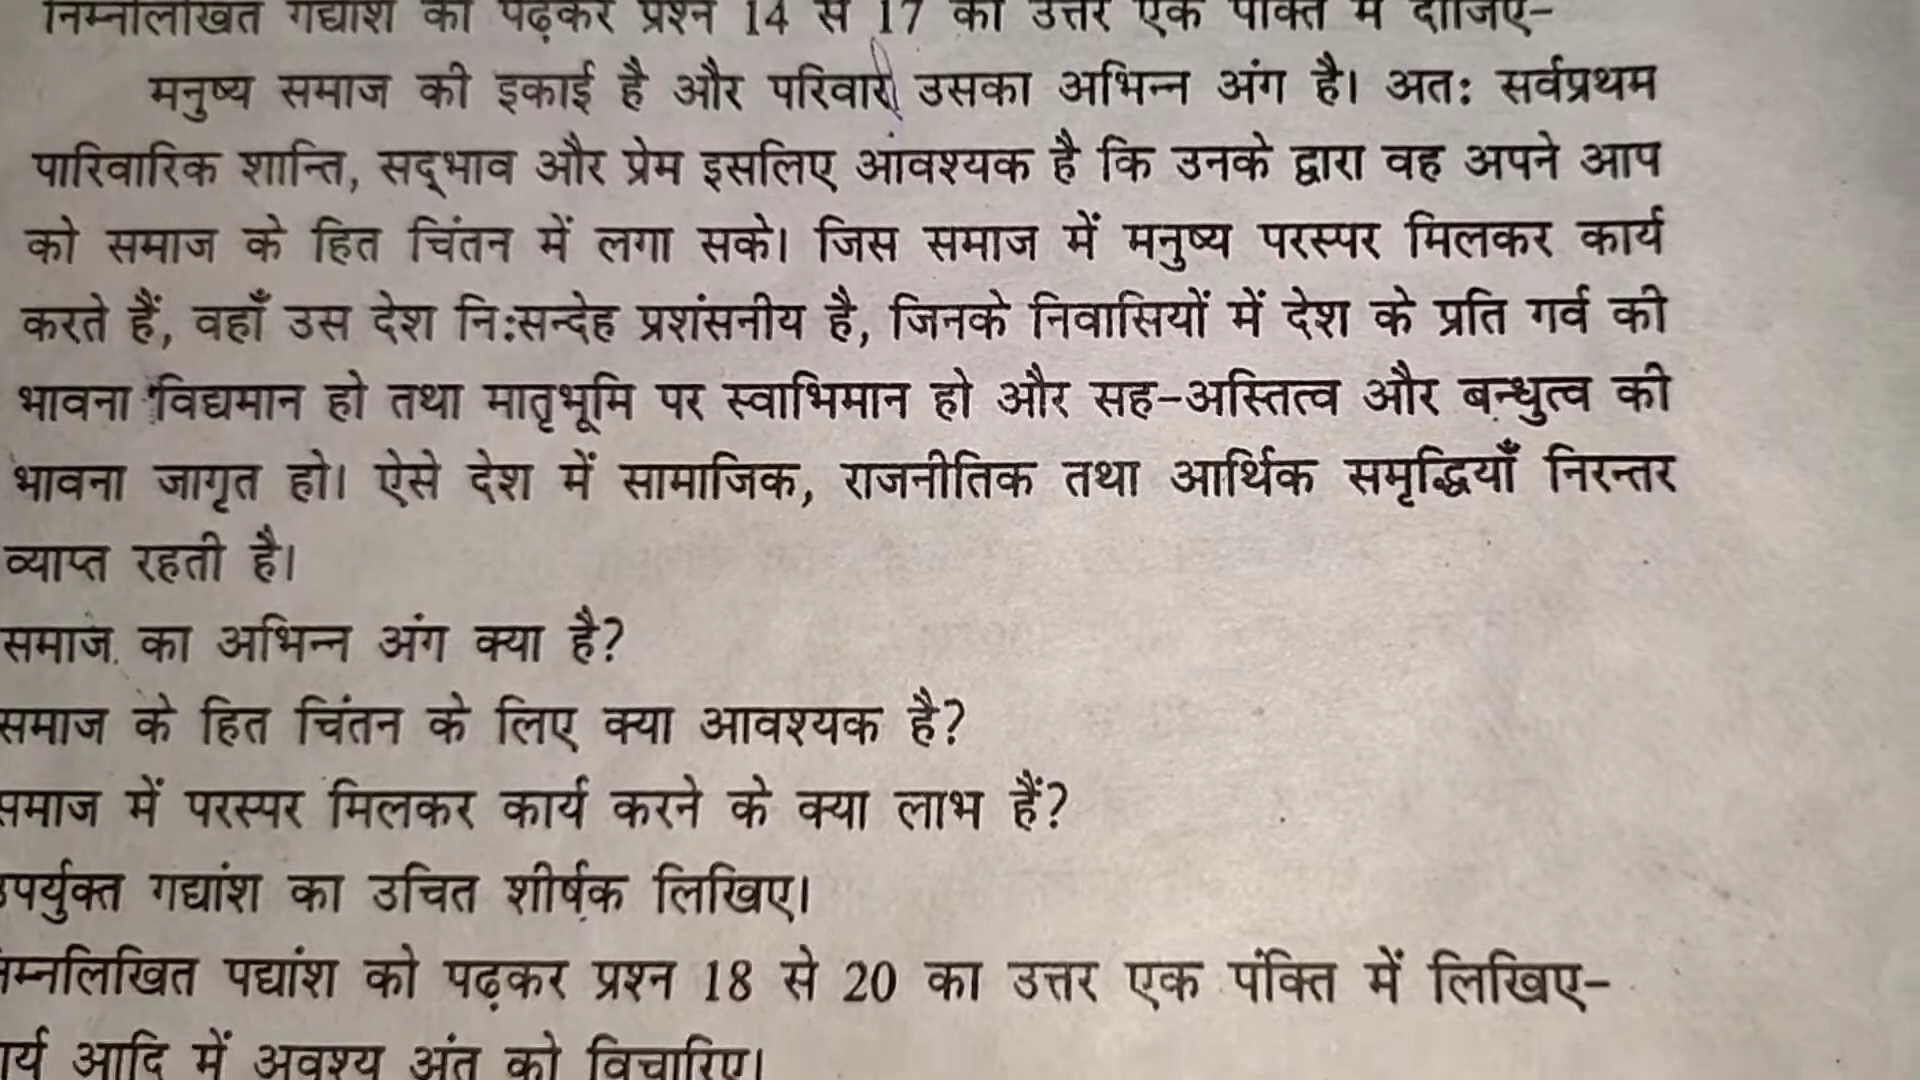 निम्नलिखित गद्यांश को पढ़कर प्रश्न 14 से 17 का उत्तर एक पंक्ति में दीजिए-
मनुष्य समाज की इकाई है और परिवार उसका अभिन्न अंग है। अतः सर्वप्रथम
पारिवारिक शान्ति, सद्भाव और प्रेम इसलिए आवश्यक है कि उनके द्वारा वह अपने आप
को समाज के हित चिंतन में लगा सके। जिस समाज में मनुष्य परस्पर मिलकर कार्य
करते हैं, वहाँ उस देश निःसन्देह प्रशंसनीय है, जिनके निवासियों में देश के प्रति गर्व की
भावना विद्यमान हो तथा मातृभूमि पर स्वाभिमान हो और सह-अस्तित्व और बन्धुत्व की
भावना जागृत हो। ऐसे देश में सामाजिक, राजनीतिक तथा आर्थिक समृद्धियाँ निरन्तर
व्याप्त रहती है।
समाज का अभिन्न अंग क्या है?
समाज के हित चिंतन के लिए क्या आवश्यक है?
समाज में परस्पर मिलकर कार्य करने के क्या लाभ हैं?
उपर्युक्त गद्यांश का उचित शीर्षक लिखिए।
निम्नलिखित पद्यांश को पढ़कर प्रश्न 18 से 20 का उत्तर एक पंक्ति में लिखिए-
आदि में अवश्य अंत को विचारिए।